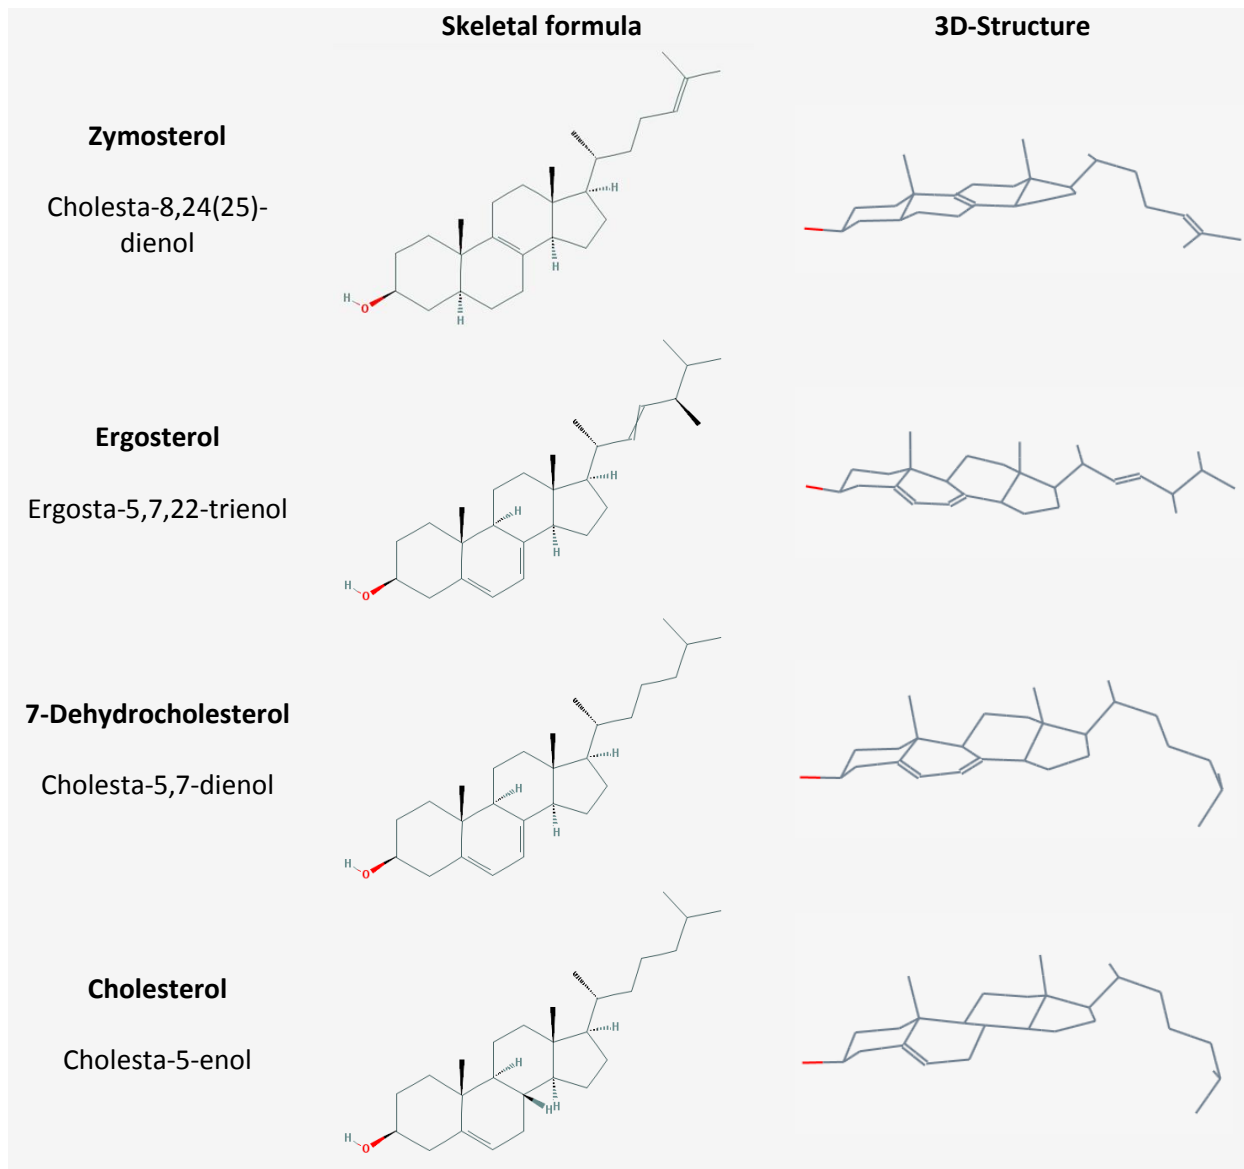 Skeletal formula
3D-Structure
Zymosterol
Cholesta-8,24(25)-
dienol
H
H
H
O
Ergosterol
Ergosta-5,7,22-trienol
H
H
H
H
O
7-Dehydrocholesterol
Cholesta-5,7-dienol
H
H
H
H
O
Cholesterol
Cholesta-5-enol
H
H
H
H
H
O